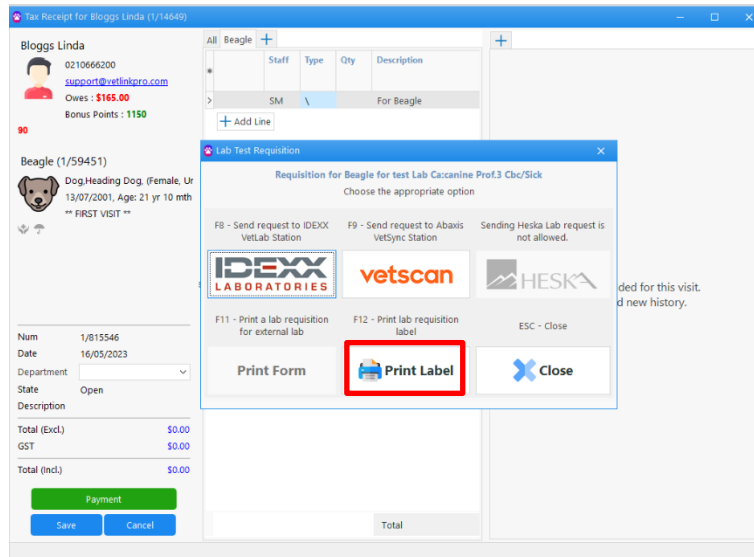 Tax Receipt for Bloggs Linda (1/14649)
Bloggs Linda
0210666200
support@vetlinkpro.com
Owes : $165.00
Bonus Points : 1150
90
Beagle (1/59451)
Dog,Heading Dog, (Female, Ur
13/07/2001, Age: 21 yr 10 mth
** FIRST VISIT **
Num 1/815546
Date 16/05/2023
Department
State Open
Description
Total (Excl.) $0.00
GST $0.00
Total (Incl.) $0.00
Payment
Save Cancel
All Beagle +
Staff Type Qty Description
SM \ For Beagle
+ Add Line
Total
+
ded for this visit.
d new history.
Lab Test Requisition
Requisition for Beagle for test Lab Ca:canine Prof.3 Cbc/Sick
Choose the appropriate option
F8 - Send request to IDEXX
VetLab Station
IDEXX
LABORATORIES
F9 - Send request to Abaxis
VetSync Station
vetscan
Sending Heska Lab request is
not allowed.
HESKA
F11 - Print a lab requisition
for external lab
Print Form
F12 - Print lab requisition
label
Print Label
ESC - Close
Close